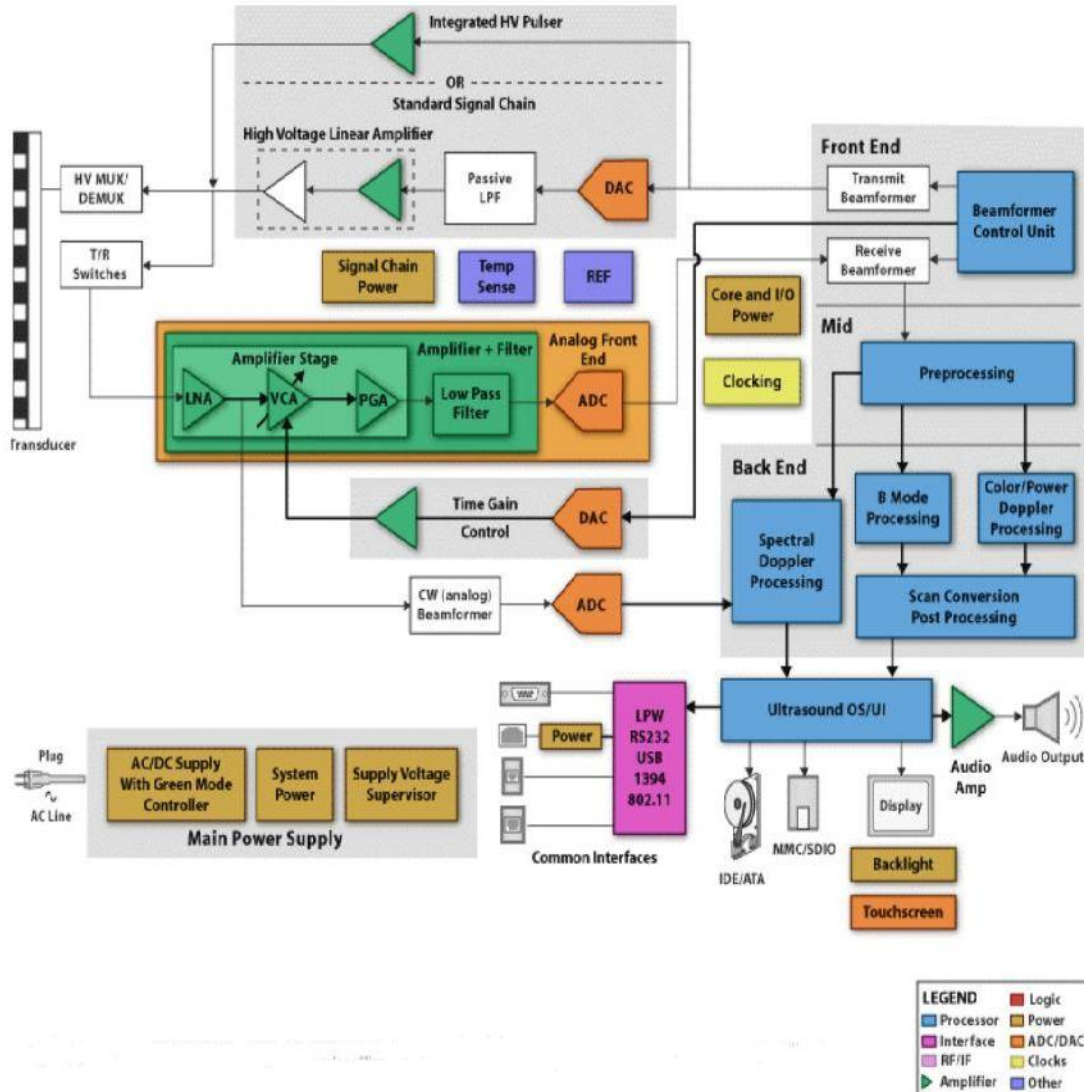 Integrated HV Pulser
OR
Standard Signal Chain
High Voltage Linear Amplifier
HV MUX/
DEMUX
Passive
LPF
DAC
Front End
Transmit
Beamformer
Beamformer
Control Unit
T/R
Switches
Receive
Beamformer
Signal Chain
Power
Temp
Sense
REF
Core and I/O
Power
Mid
Amplifier Stage
Amplifier + Filter
Analog Front
End
LNA
VCA
PGA
Low Pass
Filter
ADC
Clocking
Preprocessing
Transducer
Back End
Time Gain
Control
DAC
B Mode
Processing
Color/Power
Doppler
Processing
Spectral
Doppler
Processing
CW (analog)
Beamformer
ADC
Scan Conversion
Post Processing
Ultrasound OS/UI
LPW
RS232
USB
1394
802.11
Power
Common Interfaces
Audio
Amp
Audio Output
Plug
AC Line
AC/DC Supply
With Green Mode
Controller
System
Power
Supply Voltage
Supervisor
Main Power Supply
IDE/ATA
MMC/SDIO
Display
Backlight
Touchscreen
LEGEND
Processor
Interface
RF/IF
Amplifier
Logic
Power
ADC/DAC
Clocks
Other